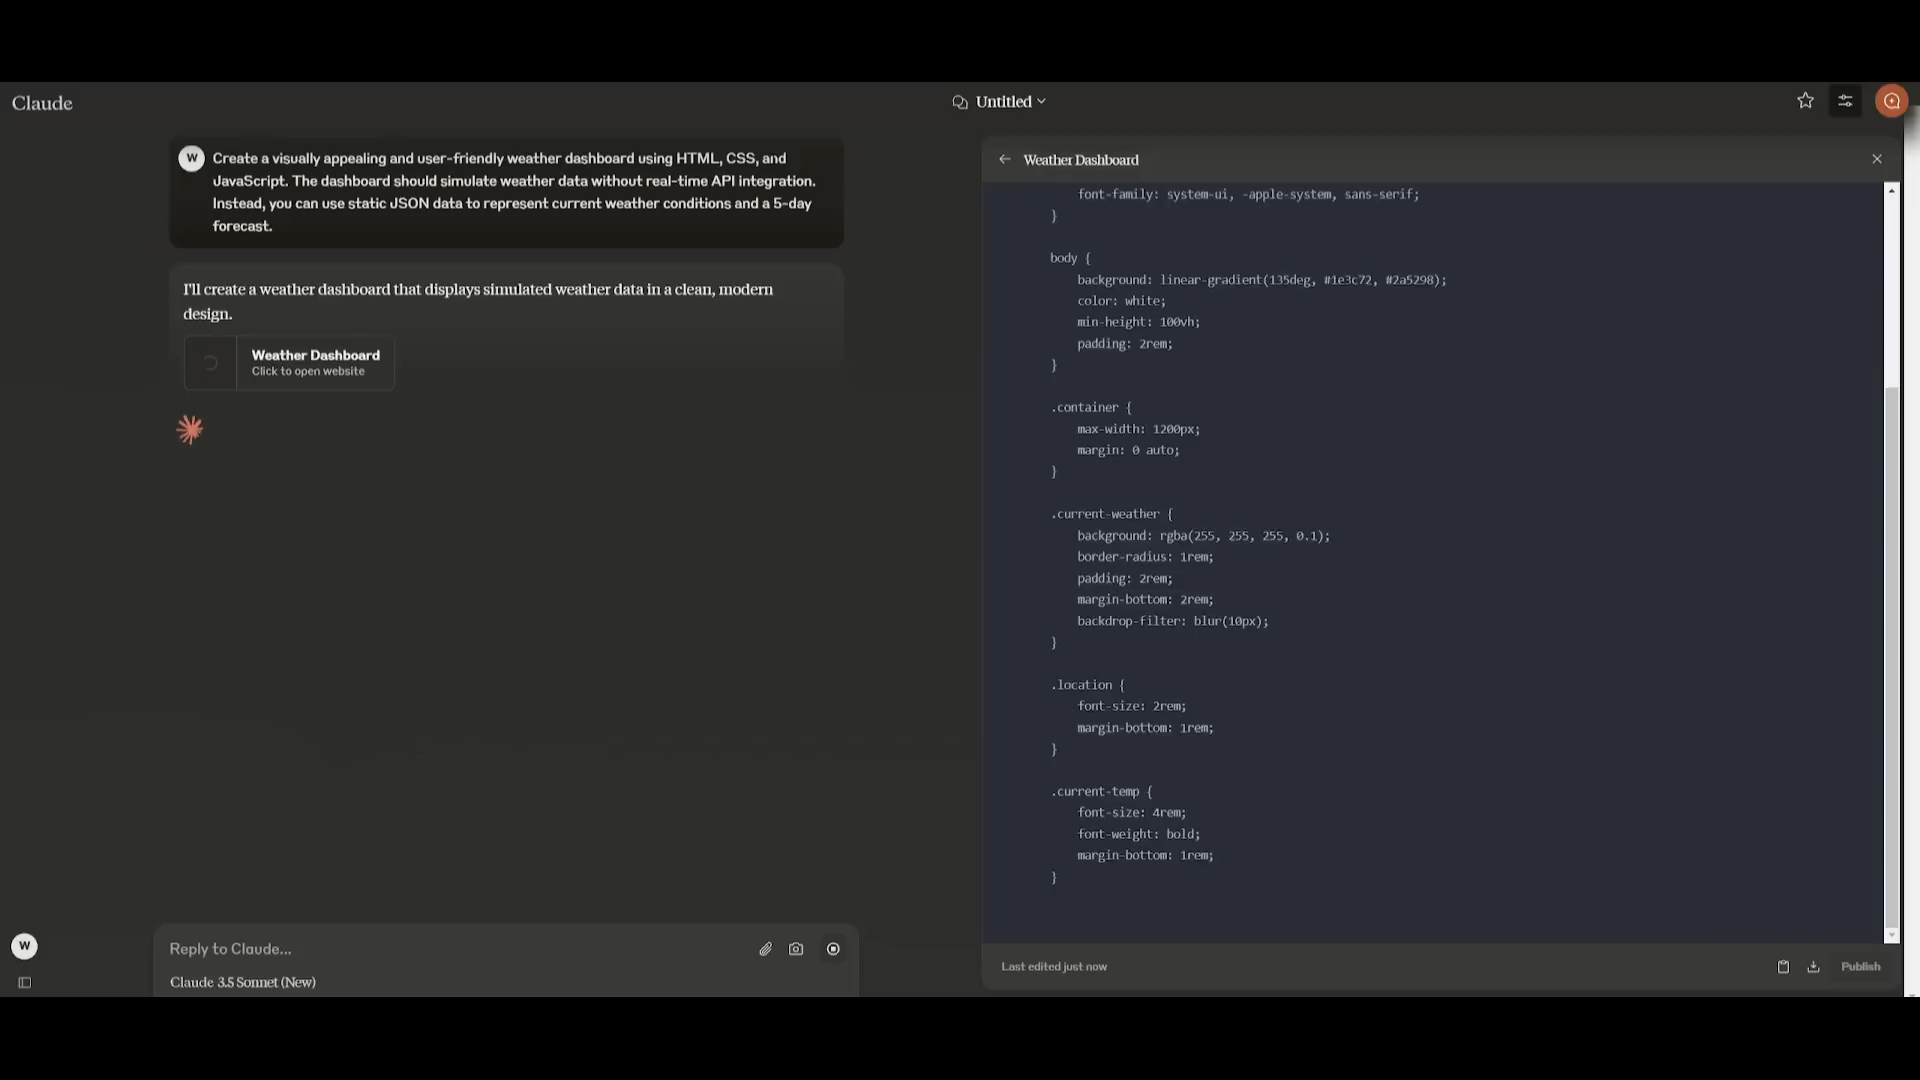 Claude
Untitled
W
Create a visually appealing and user-friendly weather dashboard using HTML, CSS, and
JavaScript. The dashboard should simulate weather data without real-time API integration.
Instead, you can use static JSON data to represent current weather conditions and a 5-day
forecast.
I'll create a weather dashboard that displays simulated weather data in a clean, modern
design.
Weather Dashboard
Click to open website
W
Reply to Claude...
Claude 3.5 Sonnet (New)
Weather Dashboard
font-family: system-ui, -apple-system, sans-serif;
}
body {
background: linear-gradient(135deg, #1e3c72, #2a5298);
color: white;
min-height: 100vh;
padding: 2rem;
}
.container {
max-width: 1200px;
margin: 0 auto;
}
.current-weather {
background: rgba(255, 255, 255, 0.1);
border-radius: 1rem;
padding: 2rem;
margin-bottom: 2rem;
backdrop-filter: blur(10px);
}
.location {
font-size: 2rem;
margin-bottom: 1rem;
}
.current-temp {
font-size: 4rem;
font-weight: bold;
margin-bottom: 1rem;
}
Last edited just now
Publish